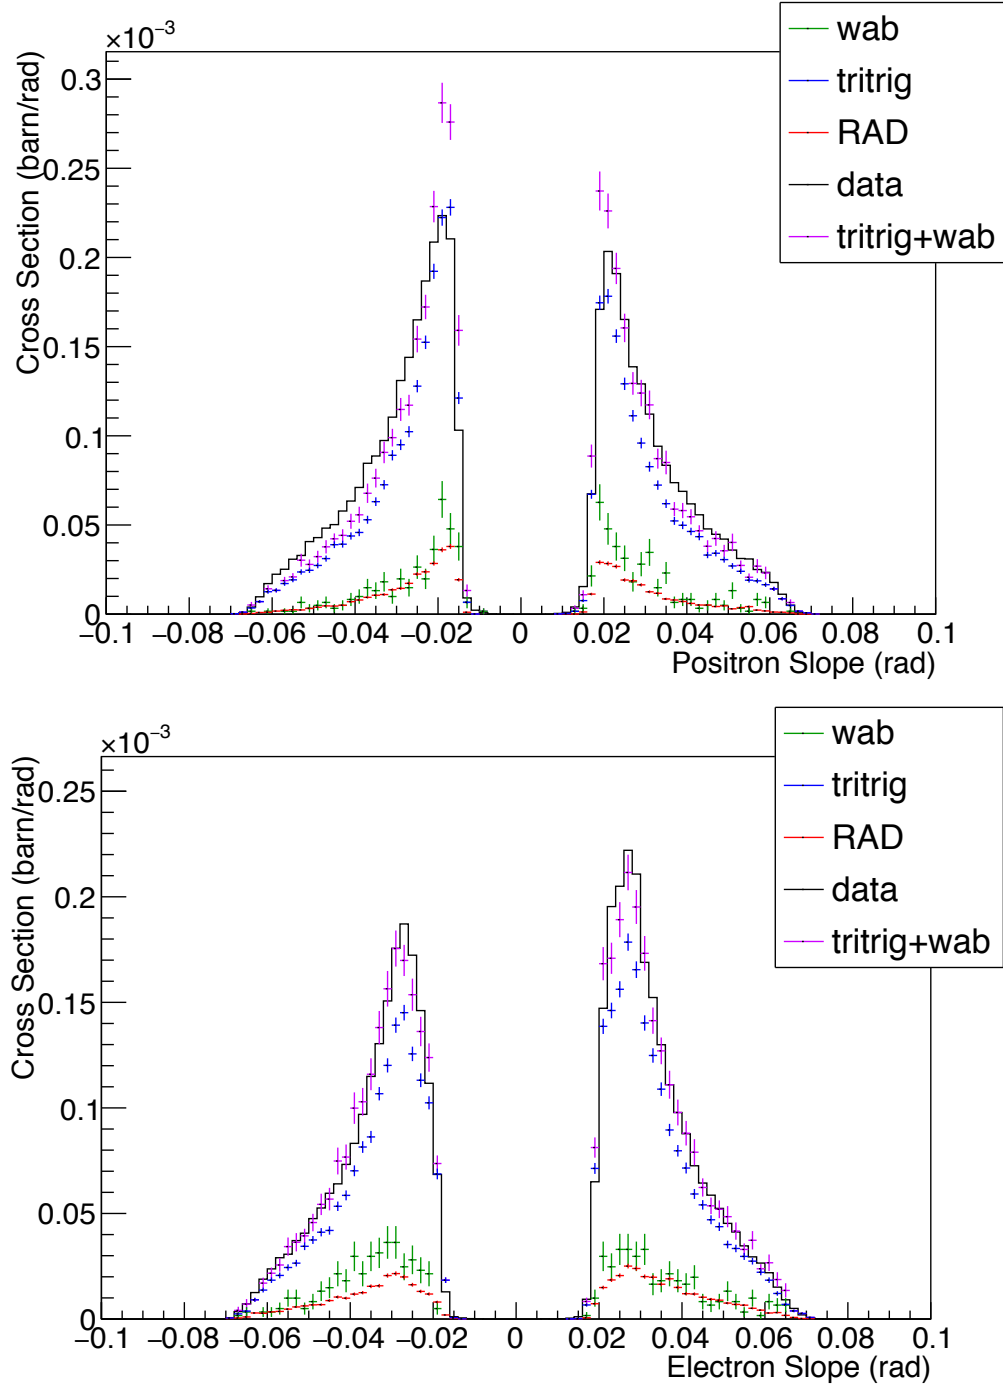 ×10⁻³
Cross Section (barn/rad)
0.3
0.25
0.2
0.15
0.1
0.05
0
−0.1 −0.08 −0.06 −0.04 −0.02 0 0.02 0.04 0.06 0.08 0.1
Positron Slope (rad)
wab
tritrig
RAD
data
tritrig+wab
×10⁻³
Cross Section (barn/rad)
0.25
0.2
0.15
0.1
0.05
0
−0.1 −0.08 −0.06 −0.04 −0.02 0 0.02 0.04 0.06 0.08 0.1
Electron Slope (rad)
wab
tritrig
RAD
data
tritrig+wab